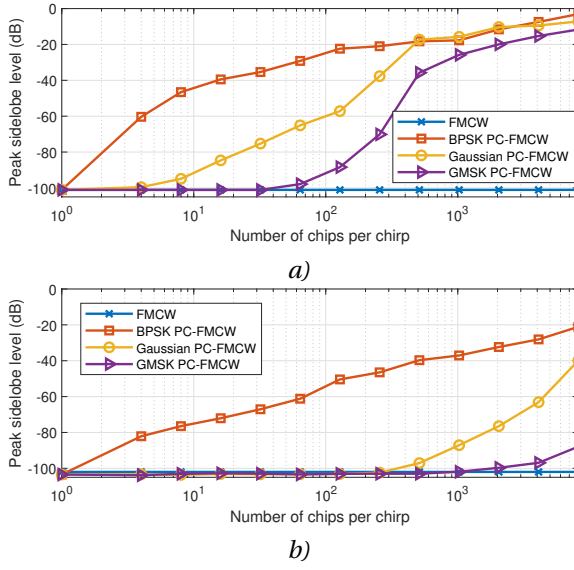 0
-20
-40
-60
-80
-100
Peak sidelobe level (dB)
FMCW
BPSK PC-FMCW
Gaussian PC-FMCW
GMSK PC-FMCW
10^0 10^1 10^2 10^3
Number of chips per chirp
a)
0
-20
-40
-60
-80
-100
Peak sidelobe level (dB)
FMCW
BPSK PC-FMCW
Gaussian PC-FMCW
GMSK PC-FMCW
10^0 10^1 10^2 10^3
Number of chips per chirp
b)